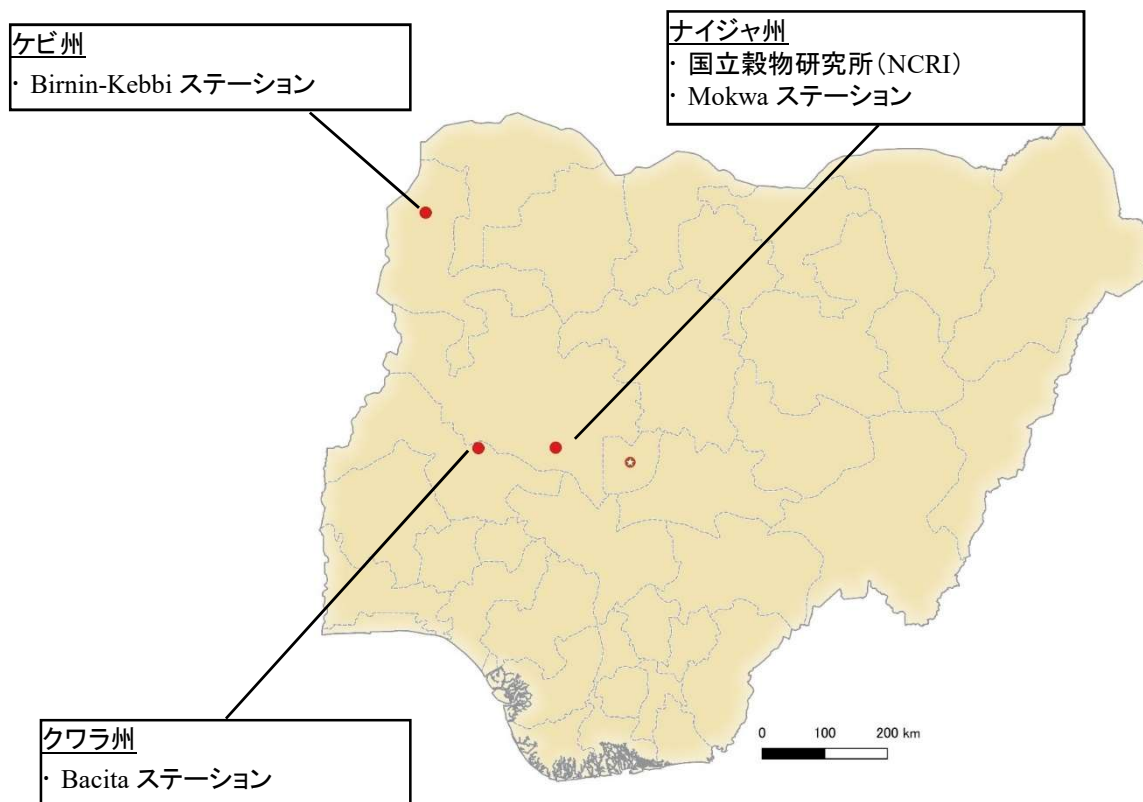 ケビ州
· Birnin-Kebbi ステーション
ナイジャ州
· 国立穀物研究所（NCRI）
· Mokwa ステーション
クワラ州
· Bacita ステーション
0 100 200 km